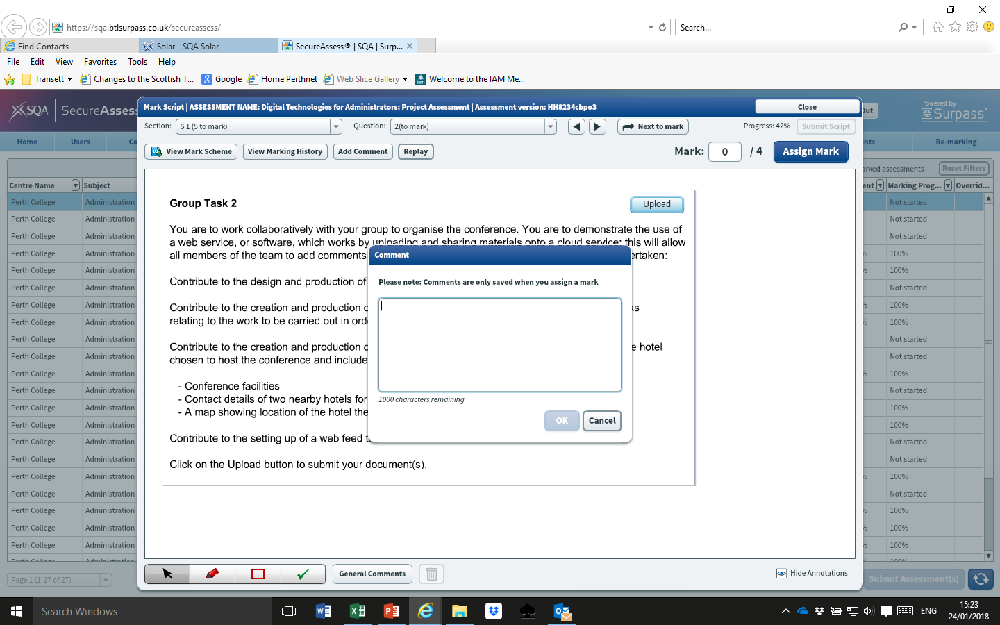 https://sqa.btlsurpass.co.uk/secureassess/
Search...
Find Contacts
Solar - SQA Solar
SecureAssess® | SQA | Surp...
File Edit View Favorites Tools Help
Transett
Changes to the Scottish T...
Google
Home Perthnet
Web Slice Gallery
Welcome to the IAM Me...
SQA SecureAssess
Powered by
Surpass
Out
Mark Script | ASSESSMENT NAME: Digital Technologies for Administrators: Project Assessment | Assessment version: HH8234cbpo3
Close
Section: S 1 (5 to mark) Question: 2(to mark) Next to mark Progress: 42% Submit Script
Home Users Ca nts Re-marking
View Mark Scheme View Marking History Add Comment Replay Mark: 0 / 4 Assign Mark
arked assessments Reset Filters
Centre Name Subject ent Marking Prog... Overrid...
Group Task 2
Upload
You are to work collaboratively with your group to organise the conference. You are to demonstrate the use of
a web service, or software, which works by uploading and sharing materials onto a cloud service; this will allow
all members of the team to add comments ertaken:
Contribute to the design and production of
Contribute to the creation and production o ks
relating to the work to be carried out in ord
Contribute to the creation and production o e hotel
chosen to host the conference and include
- Conference facilities
- Contact details of two nearby hotels for
- A map showing location of the hotel the
Contribute to the setting up of a web feed t
Click on the Upload button to submit your document(s).
Comment
Please note: Comments are only saved when you assign a mark
1000 characters remaining
OK Cancel
Perth College Administration Not started
Perth College Administration Not started
Perth College Administration Not started
Perth College Administration % 100%
Perth College Administration % 100%
Perth College Administration Not started
Perth College Administration % 100%
Perth College Administration % 100%
Perth College Administration Not started
Perth College Administration Not started
Perth College Administration % 100%
Perth College Administration Not started
Perth College Administration % 100%
Perth College Administration % 100%
Perth College Administration Not started
Perth College Administration Not started
Perth College Administration % 100%
Perth College Administration Not started
Perth College Administration % 100%
Perth College Administration % 100%
Perth College Administration % 100%
General Comments
Hide Annotations
Page 1 (1-27 of 27)
Submit Assessment(s)
Search Windows
ENG
15:23
24/01/2018